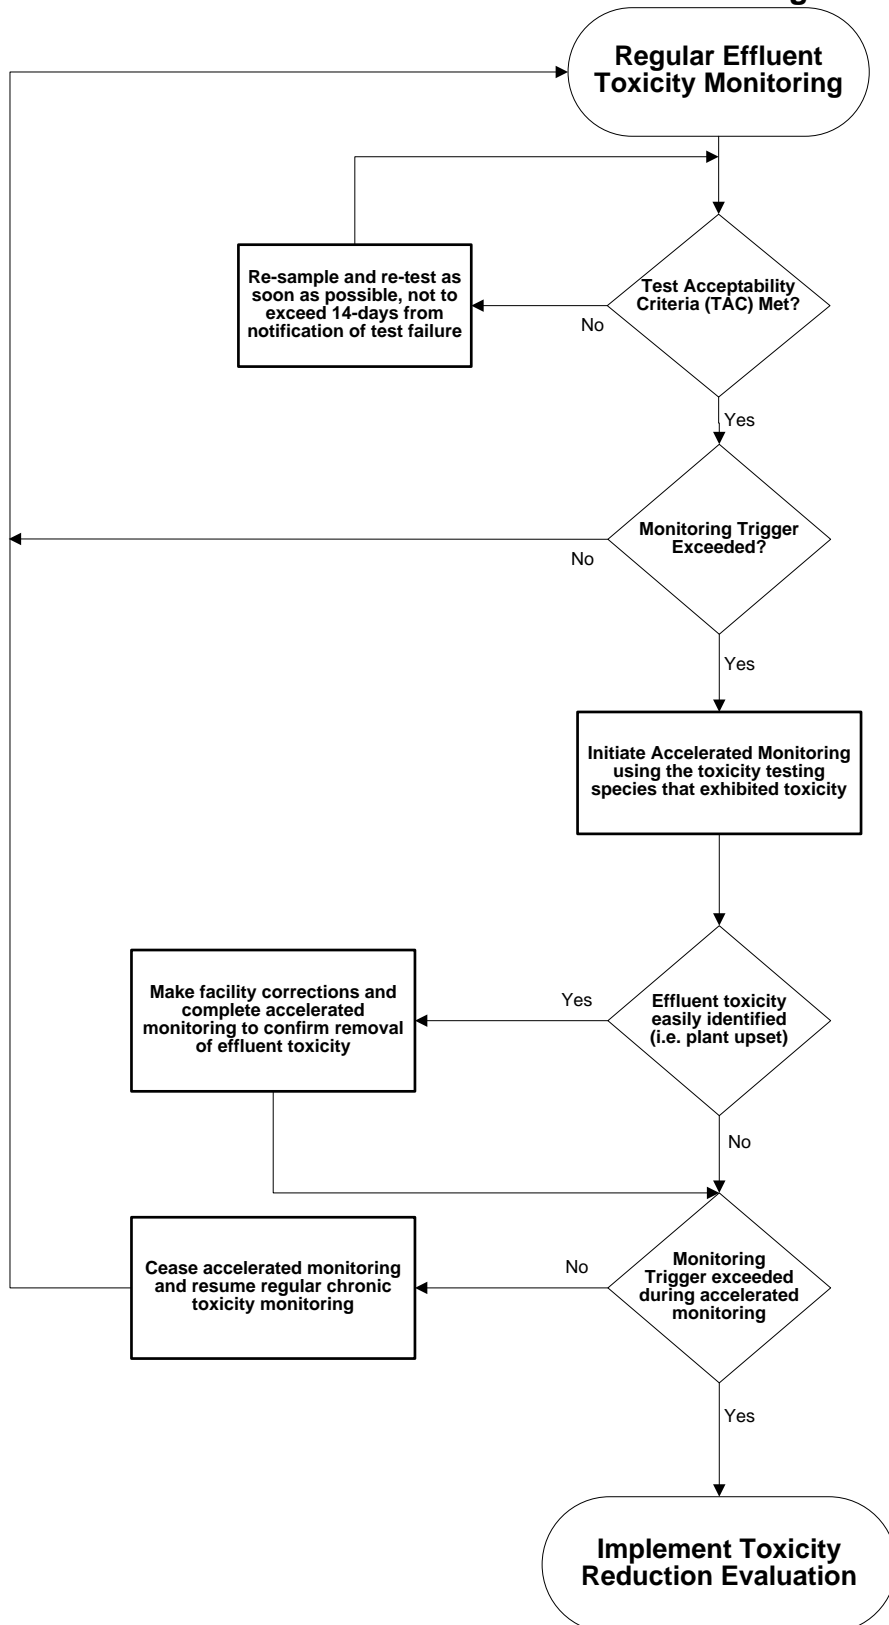 Regular Effluent
Toxicity Monitoring
Re-sample and re-test as
soon as possible, not to
exceed 14-days from
notification of test failure
Test Acceptability
Criteria (TAC) Met?
No
Yes
Monitoring Trigger
Exceeded?
No
Yes
Initiate Accelerated Monitoring
using the toxicity testing
species that exhibited toxicity
Make facility corrections and
complete accelerated
monitoring to confirm removal
of effluent toxicity
Yes
Effluent toxicity
easily identified
(i.e. plant upset)
No
Cease accelerated monitoring
and resume regular chronic
toxicity monitoring
No
Monitoring
Trigger exceeded
during accelerated
monitoring
Yes
Implement Toxicity
Reduction Evaluation